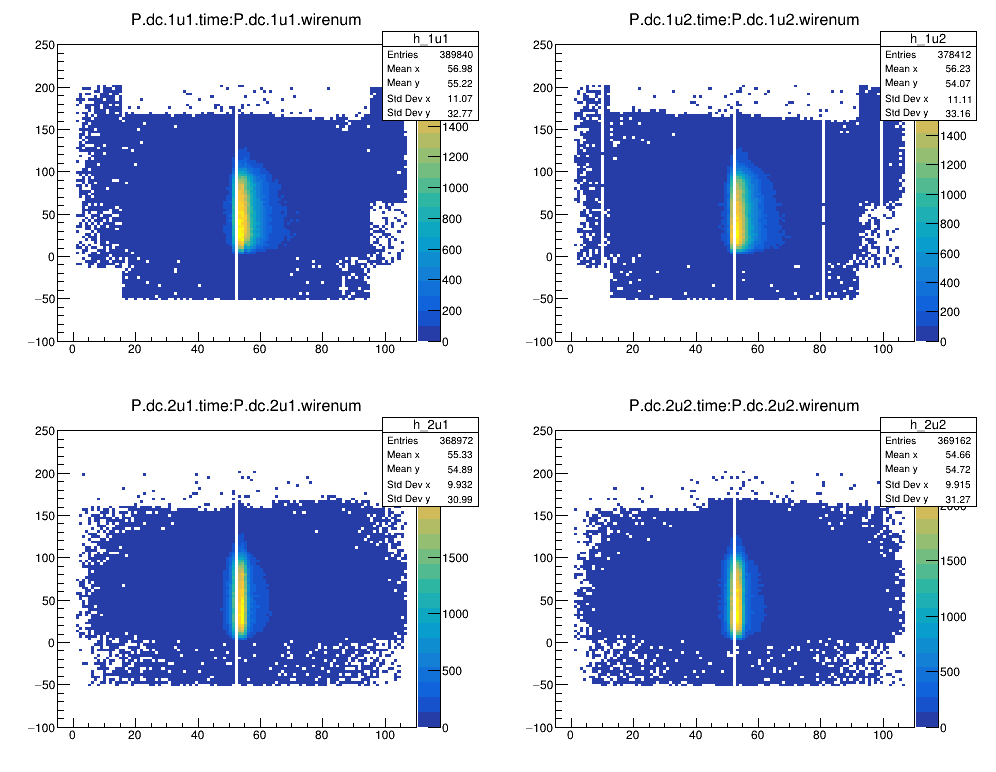 P.dc.1u1.time:P.dc.1u1.wirenum
h_1u1
Entries 389840
Mean x 56.98
Mean y 55.22
Std Dev x 11.07
Std Dev y 32.77
250
200
150
100
50
0
−50
−100
0 20 40 60 80 100
1400
1200
1000
800
600
400
200
0
P.dc.1u2.time:P.dc.1u2.wirenum
h_1u2
Entries 378412
Mean x 56.23
Mean y 54.07
Std Dev x 11.11
Std Dev y 33.16
250
200
150
100
50
0
−50
−100
0 20 40 60 80 100
1400
1200
1000
800
600
400
200
0
P.dc.2u1.time:P.dc.2u1.wirenum
h_2u1
Entries 368972
Mean x 55.33
Mean y 54.89
Std Dev x 9.932
Std Dev y 30.99
250
200
150
100
50
0
−50
−100
0 20 40 60 80 100
1500
1000
500
0
P.dc.2u2.time:P.dc.2u2.wirenum
h_2u2
Entries 369162
Mean x 54.66
Mean y 54.72
Std Dev x 9.915
Std Dev y 31.27
250
200
150
100
50
0
−50
−100
0 20 40 60 80 100
2000
1500
1000
500
0